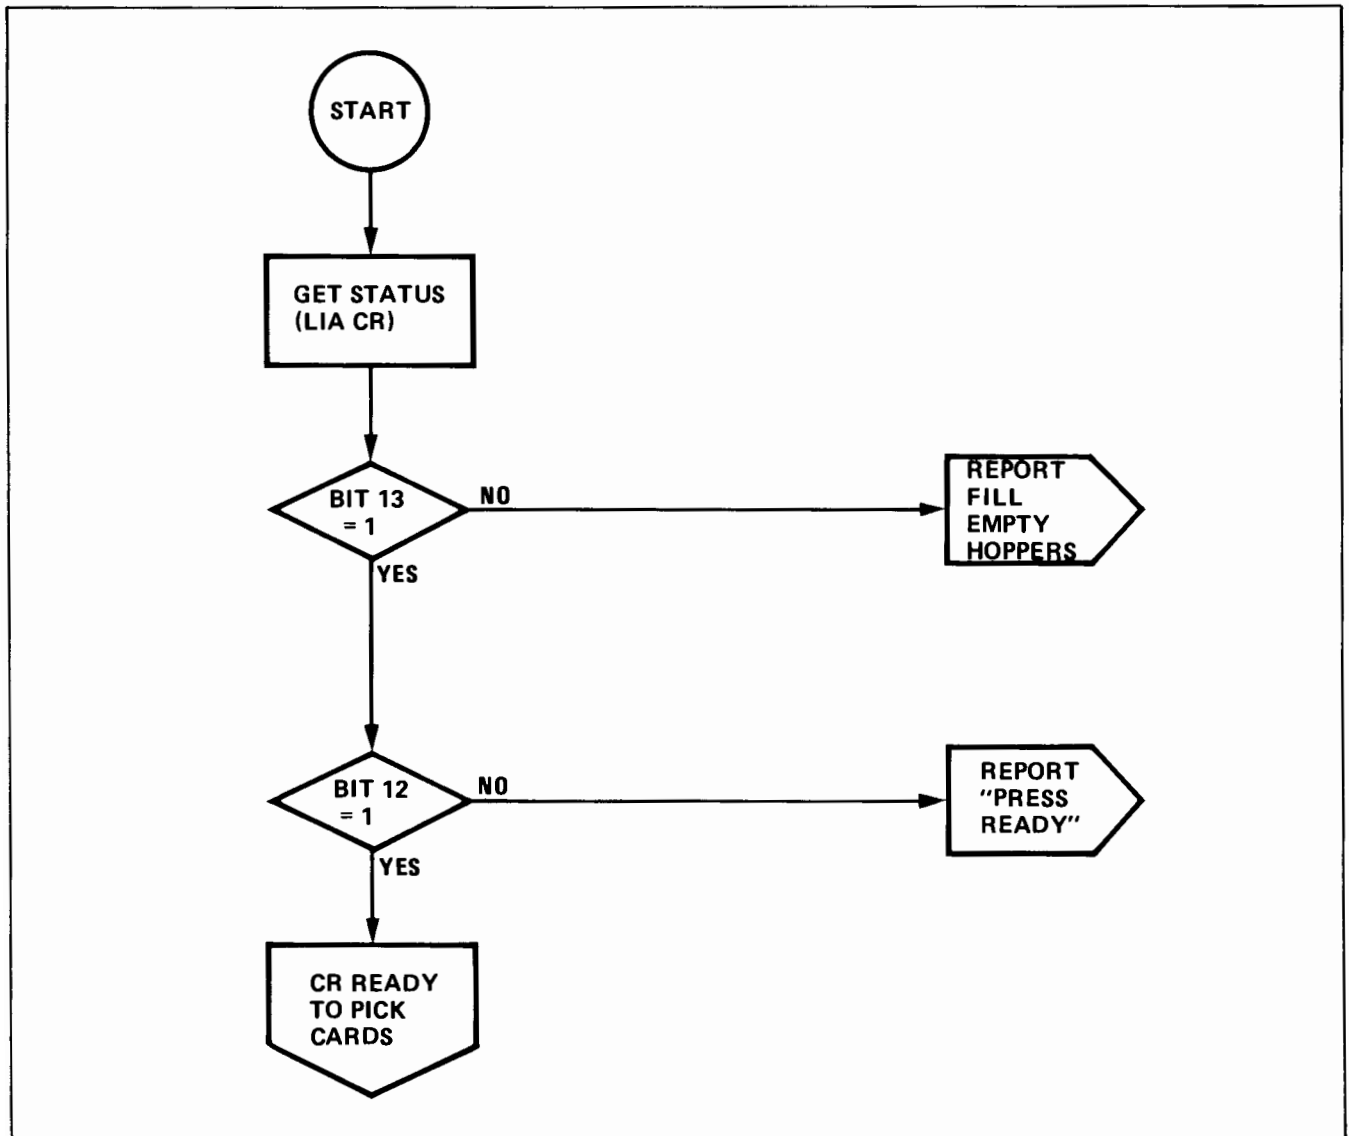 START
GET STATUS
(LIA CR)
BIT 13
= 1
NO
REPORT
FILL
EMPTY
HOPPERS
YES
BIT 12
= 1
NO
REPORT
"PRESS
READY"
YES
CR READY
TO PICK
CARDS